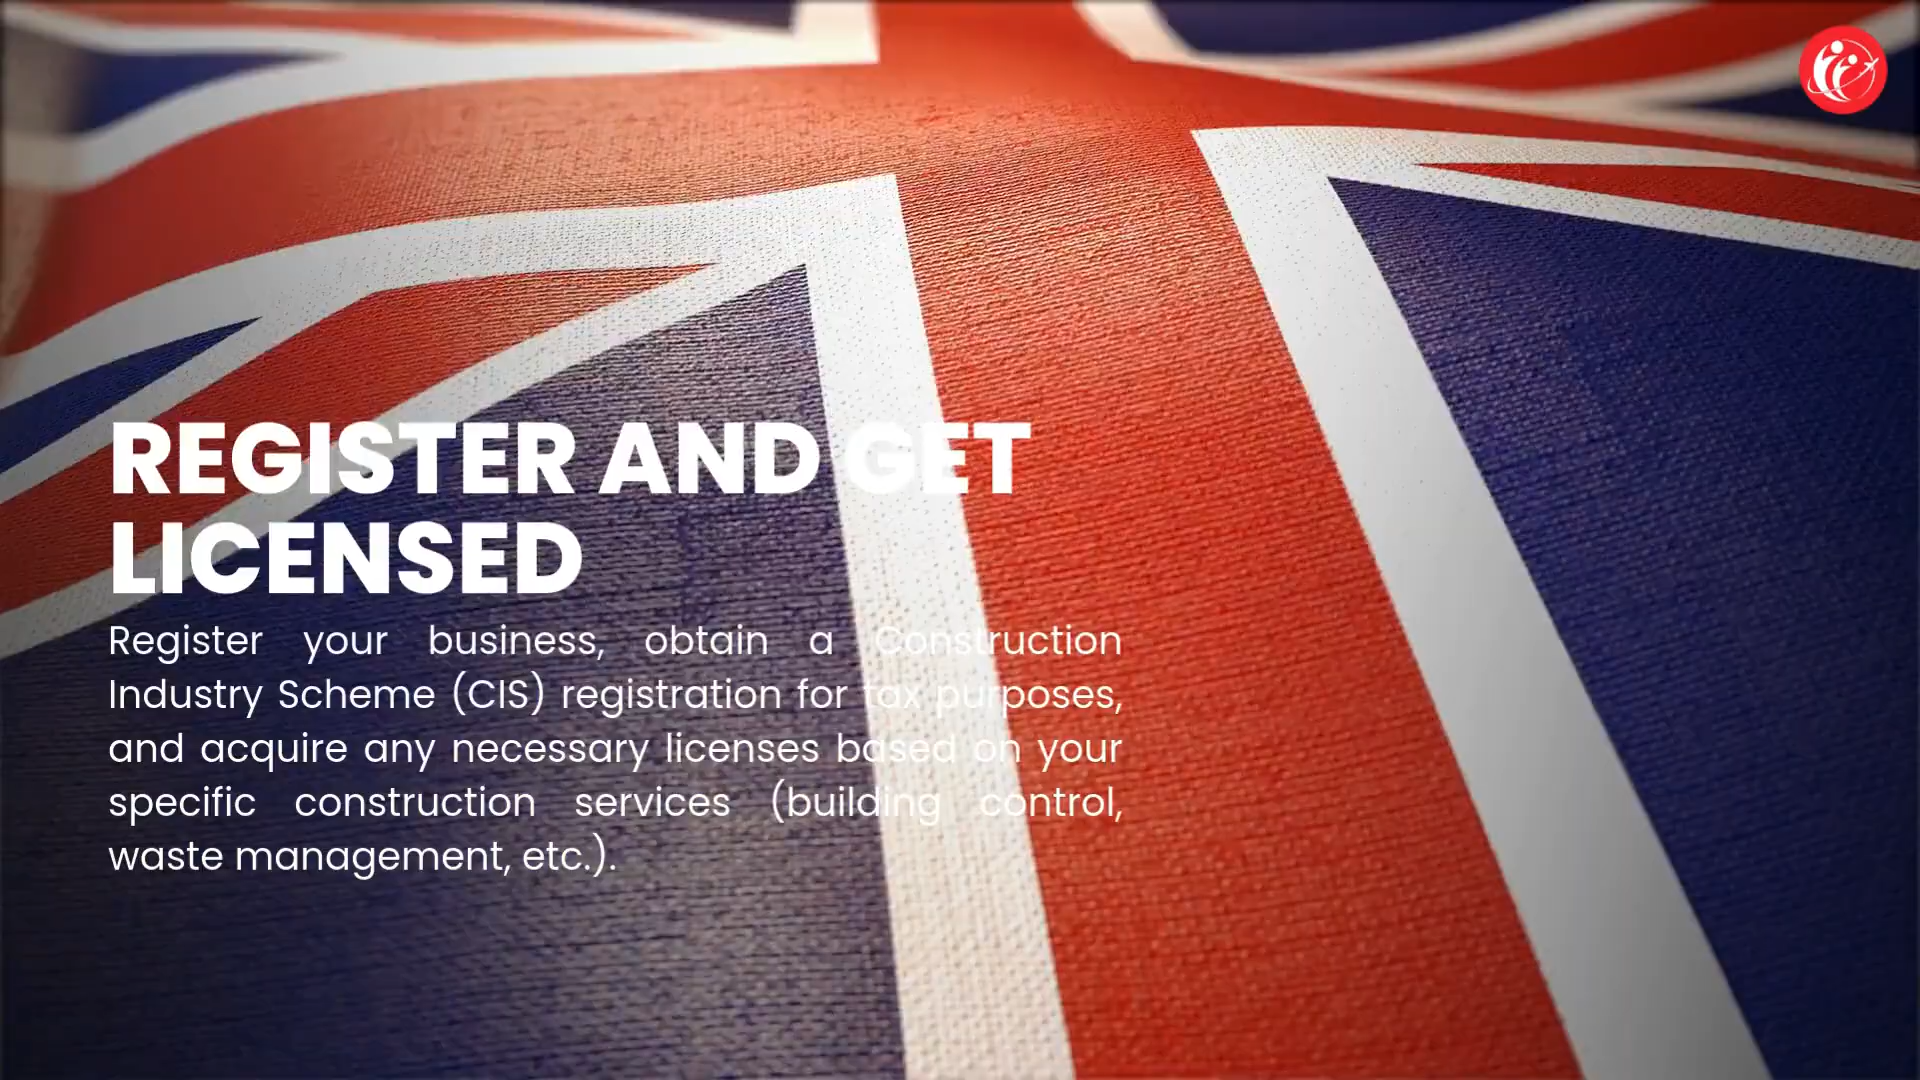 REGISTER AND GET
LICENSED
Register your business, obtain a Construction
Industry Scheme (CIS) registration for tax purposes,
and acquire any necessary licenses based on your
specific construction services (building control,
waste management, etc.).